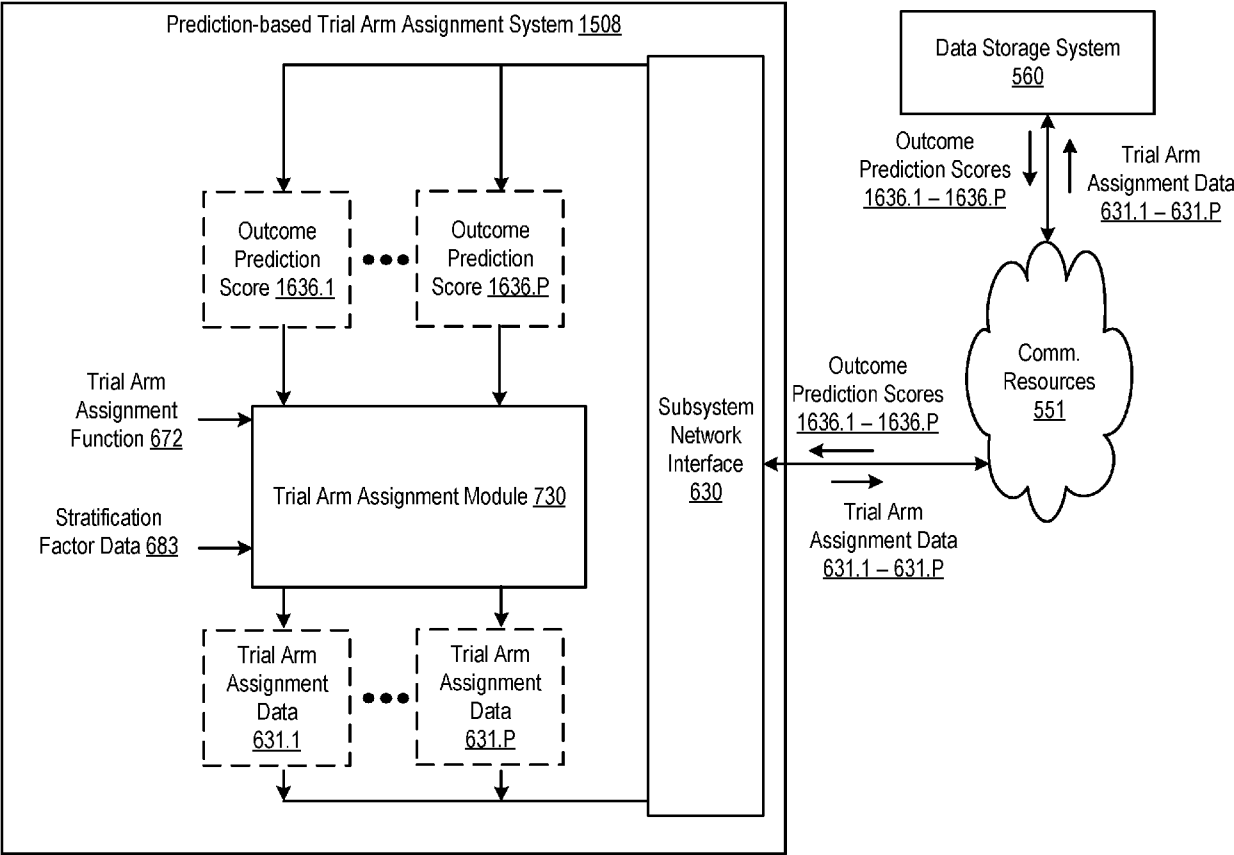 Prediction-based Trial Arm Assignment System 1508
Data Storage System
560
Outcome
Prediction Scores
1636.1 – 1636.P
Trial Arm
Assignment Data
631.1 – 631.P
Outcome
Prediction
Score 1636.1
Outcome
Prediction
Score 1636.P
Comm.
Resources
551
Outcome
Prediction Scores
1636.1 – 1636.P
Trial Arm
Assignment
Function 672
Subsystem
Network
Interface
630
Trial Arm Assignment Module 730
Stratification
Factor Data 683
Trial Arm
Assignment Data
631.1 – 631.P
Trial Arm
Assignment
Data
631.1
Trial Arm
Assignment
Data
631.P